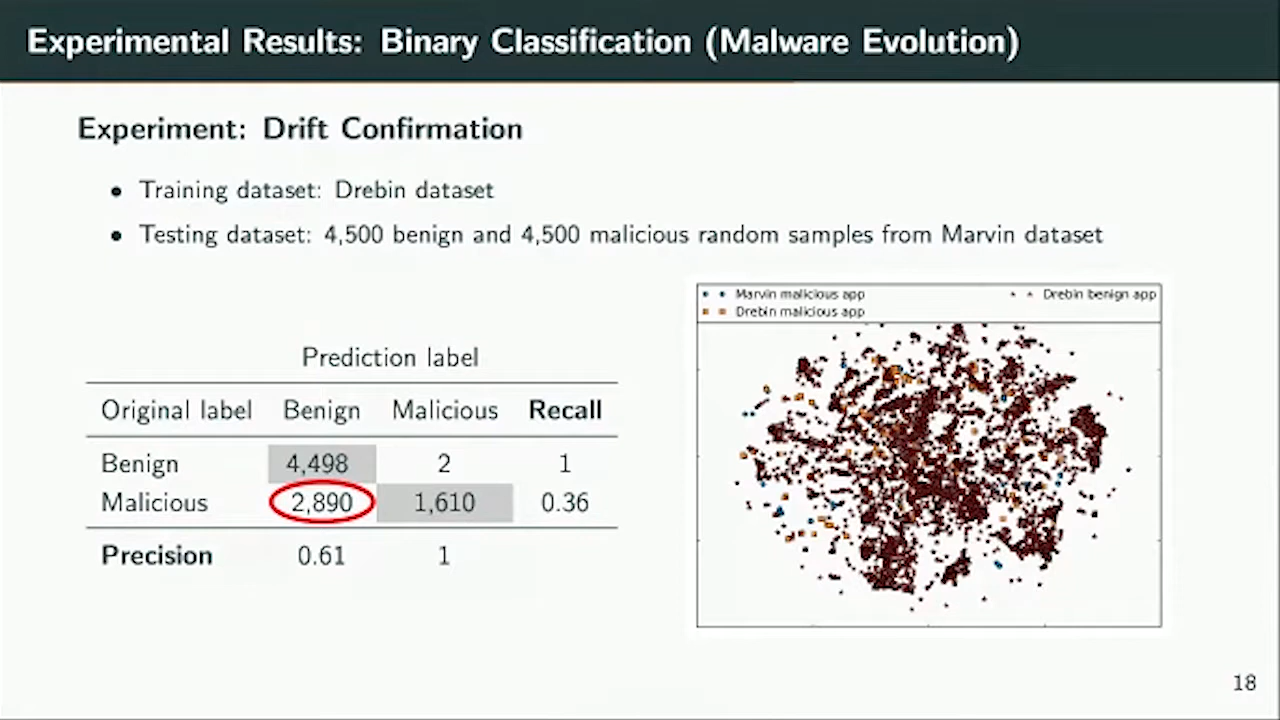 Experimental Results: Binary Classification (Malware Evolution)
Experiment: Drift Confirmation
• Training dataset: Drebin dataset
• Testing dataset: 4,500 benign and 4,500 malicious random samples from Marvin dataset
Prediction label
Original label Benign Malicious Recall
Benign 4,498 2 1
Malicious 2,890 1,610 0.36
Precision 0.61 1
Marvin malicious app Drebin benign app
Drebin malicious app
18